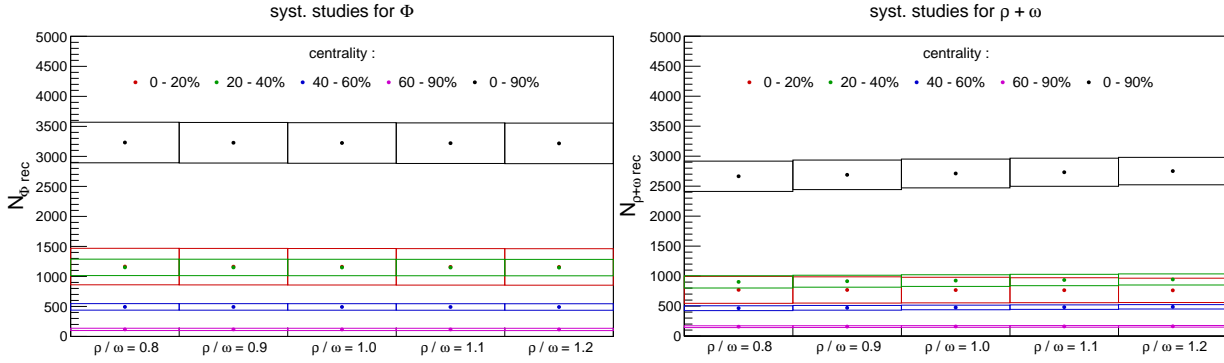 syst. studies for Φ
5000
4500
4000
3500
3000
2500
2000
1500
1000
500
0
N Φ rec
centrality :
0 - 20% 20 - 40% 40 - 60% 60 - 90% 0 - 90%
ρ / ω = 0.8 ρ / ω = 0.9 ρ / ω = 1.0 ρ / ω = 1.1 ρ / ω = 1.2
syst. studies for ρ + ω
5000
4500
4000
3500
3000
2500
2000
1500
1000
500
0
N ρ+ω rec
centrality :
0 - 20% 20 - 40% 40 - 60% 60 - 90% 0 - 90%
ρ / ω = 0.8 ρ / ω = 0.9 ρ / ω = 1.0 ρ / ω = 1.1 ρ / ω = 1.2